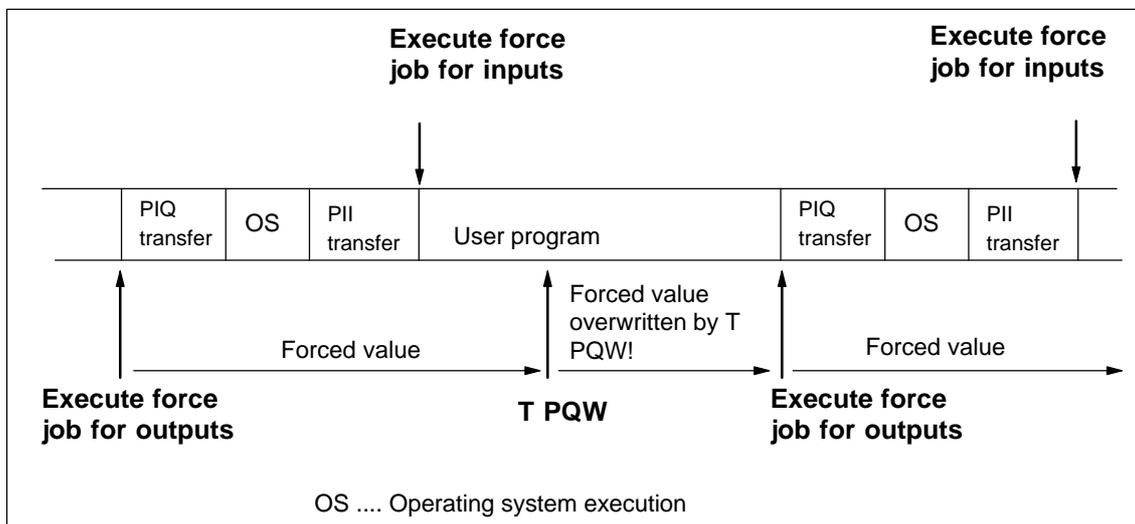 Execute force
job for inputs
Execute force
job for inputs
PIQ
transfer
OS
PII
transfer
User program
PIQ
transfer
OS
PII
transfer
Forced value
Forced value
overwritten by T
PQW!
Forced value
Execute force
job for outputs
T PQW
Execute force
job for outputs
OS .... Operating system execution